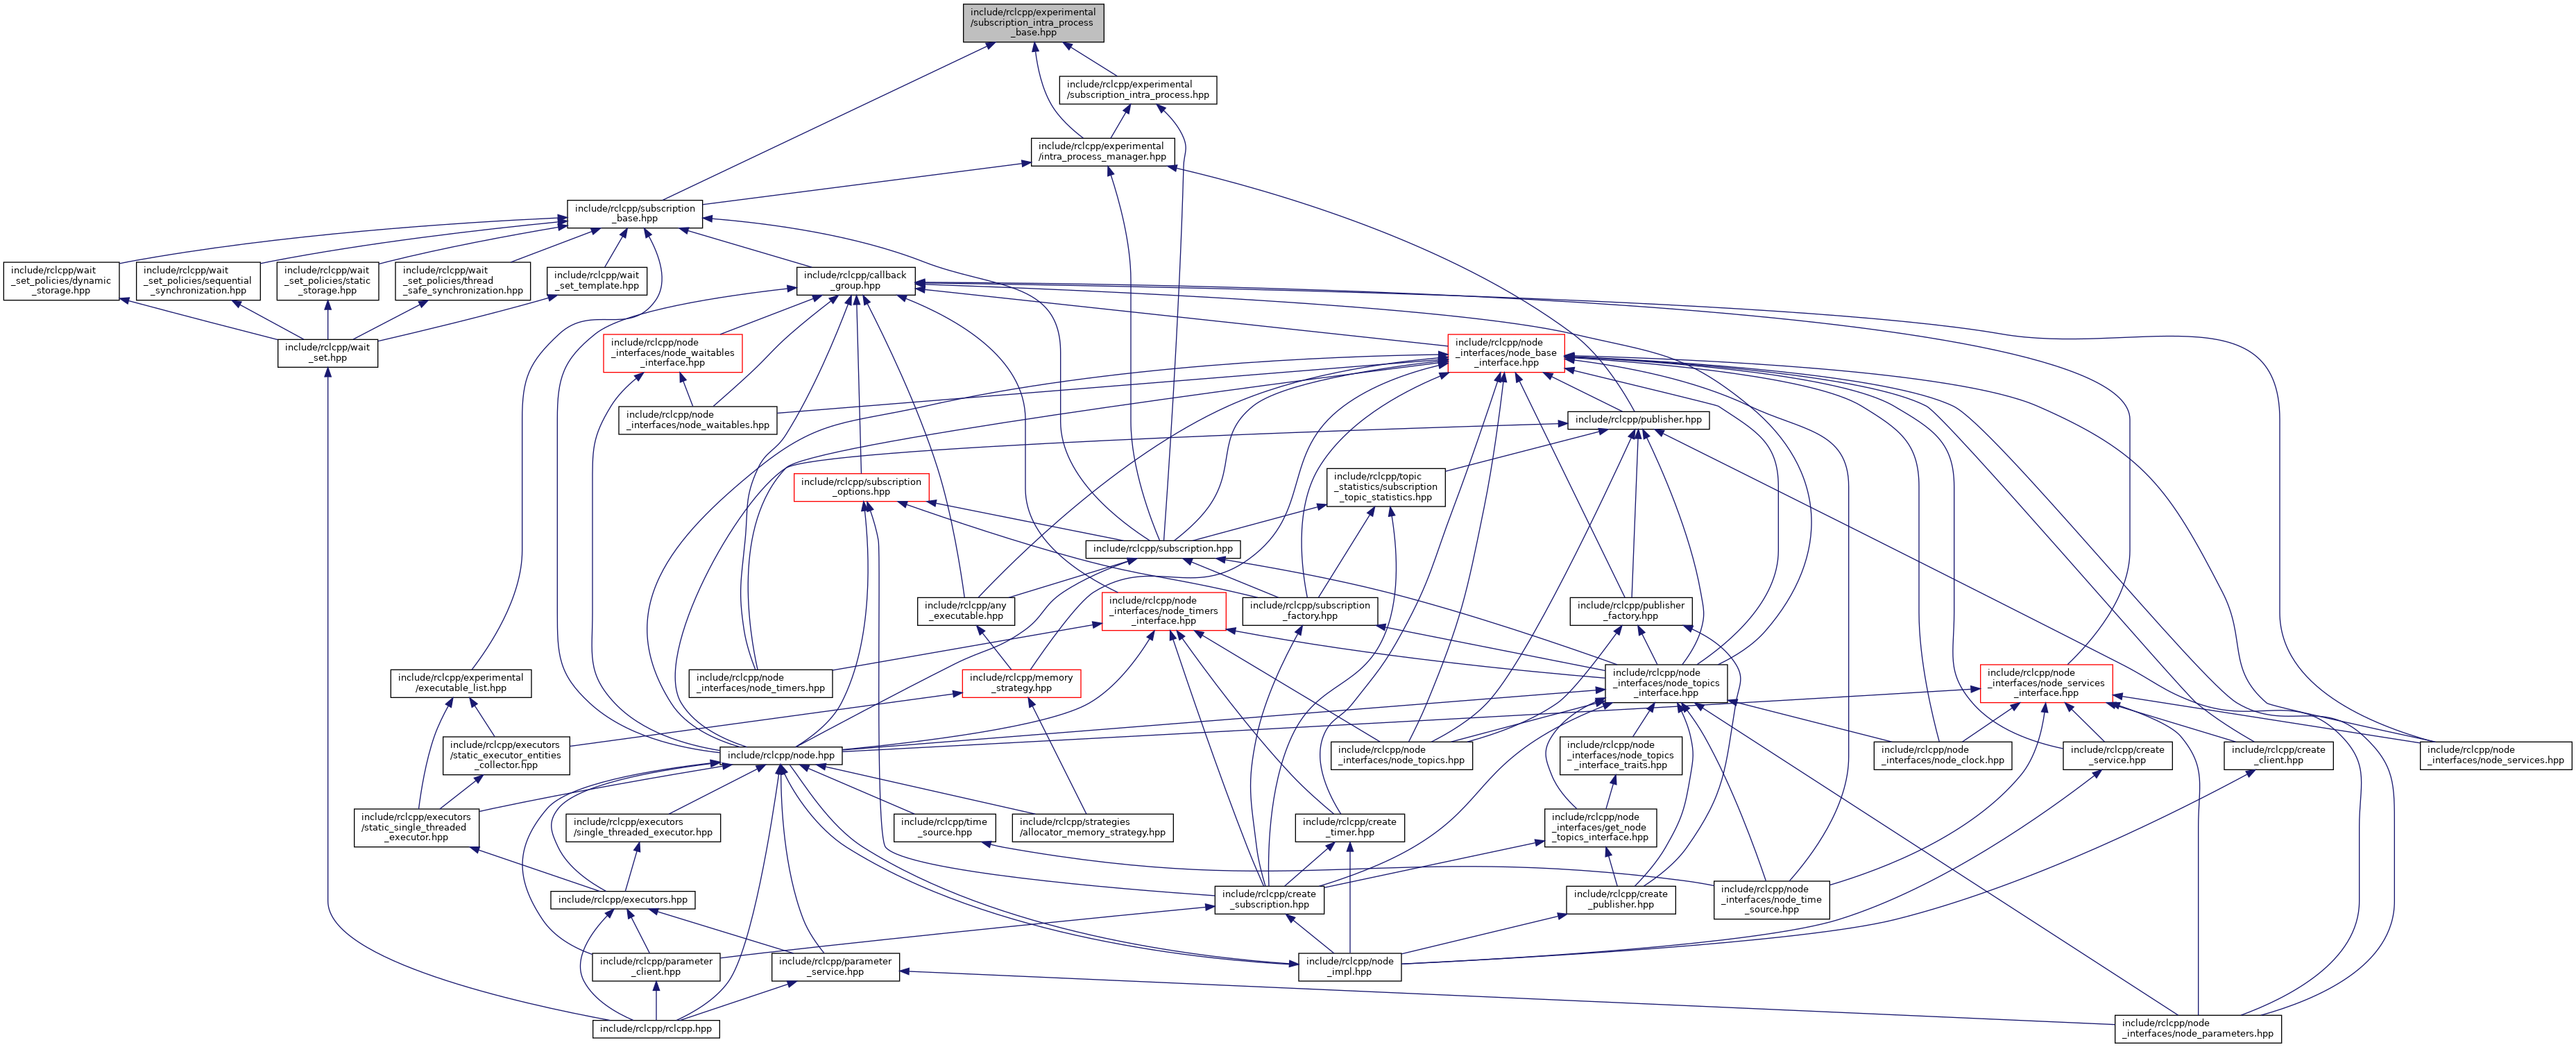 include/rclcpp/experimental
/subscription_intra_process
_base.hpp
include/rclcpp/experimental
/subscription_intra_process.hpp
include/rclcpp/experimental
/intra_process_manager.hpp
include/rclcpp/subscription
_base.hpp
include/rclcpp/wait
_set_policies/dynamic
_storage.hpp
include/rclcpp/wait
_set_policies/sequential
_synchronization.hpp
include/rclcpp/wait
_set_policies/static
_storage.hpp
include/rclcpp/wait
_set_policies/thread
_safe_synchronization.hpp
include/rclcpp/wait
_set_template.hpp
include/rclcpp/callback
_group.hpp
include/rclcpp/wait
_set.hpp
include/rclcpp/node
_interfaces/node_waitables
_interface.hpp
include/rclcpp/node
_interfaces/node_base
_interface.hpp
include/rclcpp/node
_interfaces/node_waitables.hpp
include/rclcpp/publisher.hpp
include/rclcpp/subscription
_options.hpp
include/rclcpp/topic
_statistics/subscription
_topic_statistics.hpp
include/rclcpp/subscription.hpp
include/rclcpp/any
_executable.hpp
include/rclcpp/node
_interfaces/node_timers
_interface.hpp
include/rclcpp/subscription
_factory.hpp
include/rclcpp/publisher
_factory.hpp
include/rclcpp/experimental
/executable_list.hpp
include/rclcpp/node
_interfaces/node_timers.hpp
include/rclcpp/memory
_strategy.hpp
include/rclcpp/node
_interfaces/node_topics
_interface.hpp
include/rclcpp/node
_interfaces/node_services
_interface.hpp
include/rclcpp/executors
/static_executor_entities
_collector.hpp
include/rclcpp/node.hpp
include/rclcpp/node
_interfaces/node_topics.hpp
include/rclcpp/node
_interfaces/node_topics
_interface_traits.hpp
include/rclcpp/node
_interfaces/node_clock.hpp
include/rclcpp/create
_service.hpp
include/rclcpp/create
_client.hpp
include/rclcpp/node
_interfaces/node_services.hpp
include/rclcpp/executors
/static_single_threaded
_executor.hpp
include/rclcpp/executors
/single_threaded_executor.hpp
include/rclcpp/time
_source.hpp
include/rclcpp/strategies
/allocator_memory_strategy.hpp
include/rclcpp/create
_timer.hpp
include/rclcpp/node
_interfaces/get_node
_topics_interface.hpp
include/rclcpp/executors.hpp
include/rclcpp/create
_subscription.hpp
include/rclcpp/create
_publisher.hpp
include/rclcpp/node
_interfaces/node_time
_source.hpp
include/rclcpp/parameter
_client.hpp
include/rclcpp/parameter
_service.hpp
include/rclcpp/node
_impl.hpp
include/rclcpp/rclcpp.hpp
include/rclcpp/node
_interfaces/node_parameters.hpp